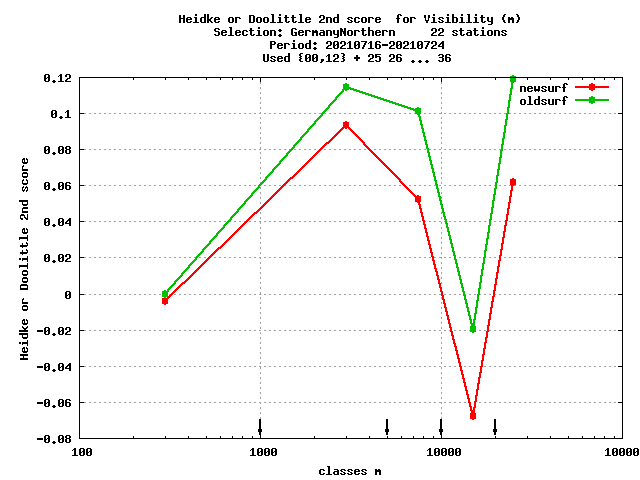 Heidke or Doolittle 2nd score  for Visibility (m)
Selection: GermanyNorthern     22 stations
Period: 20210716-20210724
Used {00,12} + 25 26 ... 36
newsurf
oldsurf
Heidke or Doolittle 2nd score
0.12
0.1
0.08
0.06
0.04
0.02
0
-0.02
-0.04
-0.06
-0.08
100
1000
10000
10000
classes m